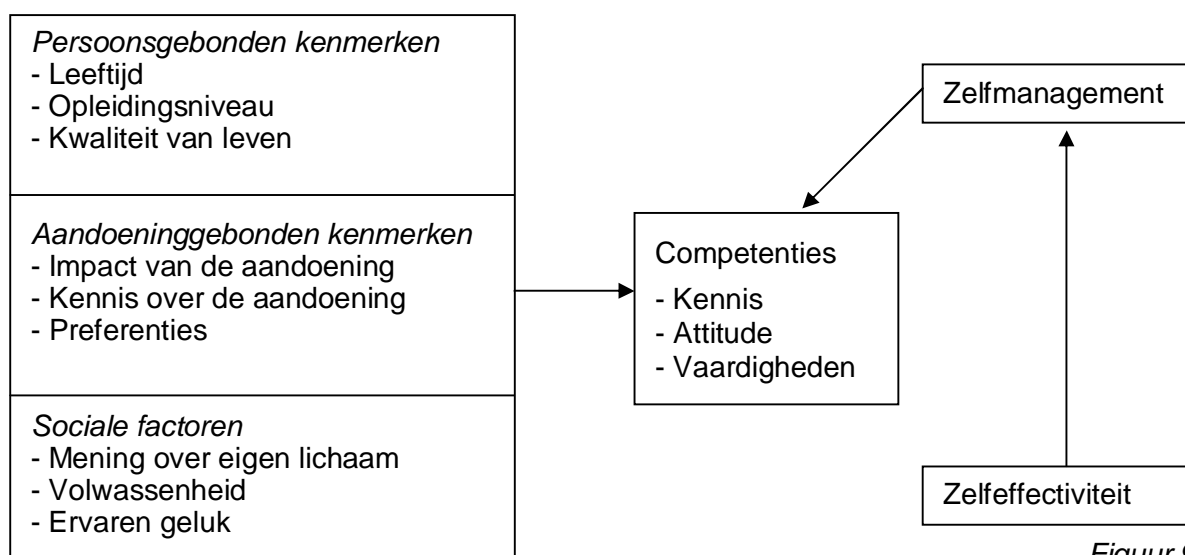 Persoonsgebonden kenmerken
- Leeftijd
- Opleidingsniveau
- Kwaliteit van leven
Aandoeninggebonden kenmerken
- Impact van de aandoening
- Kennis over de aandoening
- Preferenties
Sociale factoren
- Mening over eigen lichaam
- Volwassenheid
- Ervaren geluk
Competenties
- Kennis
- Attitude
- Vaardigheden
Zelfmanagement
Zelfeffectiviteit
Figuur